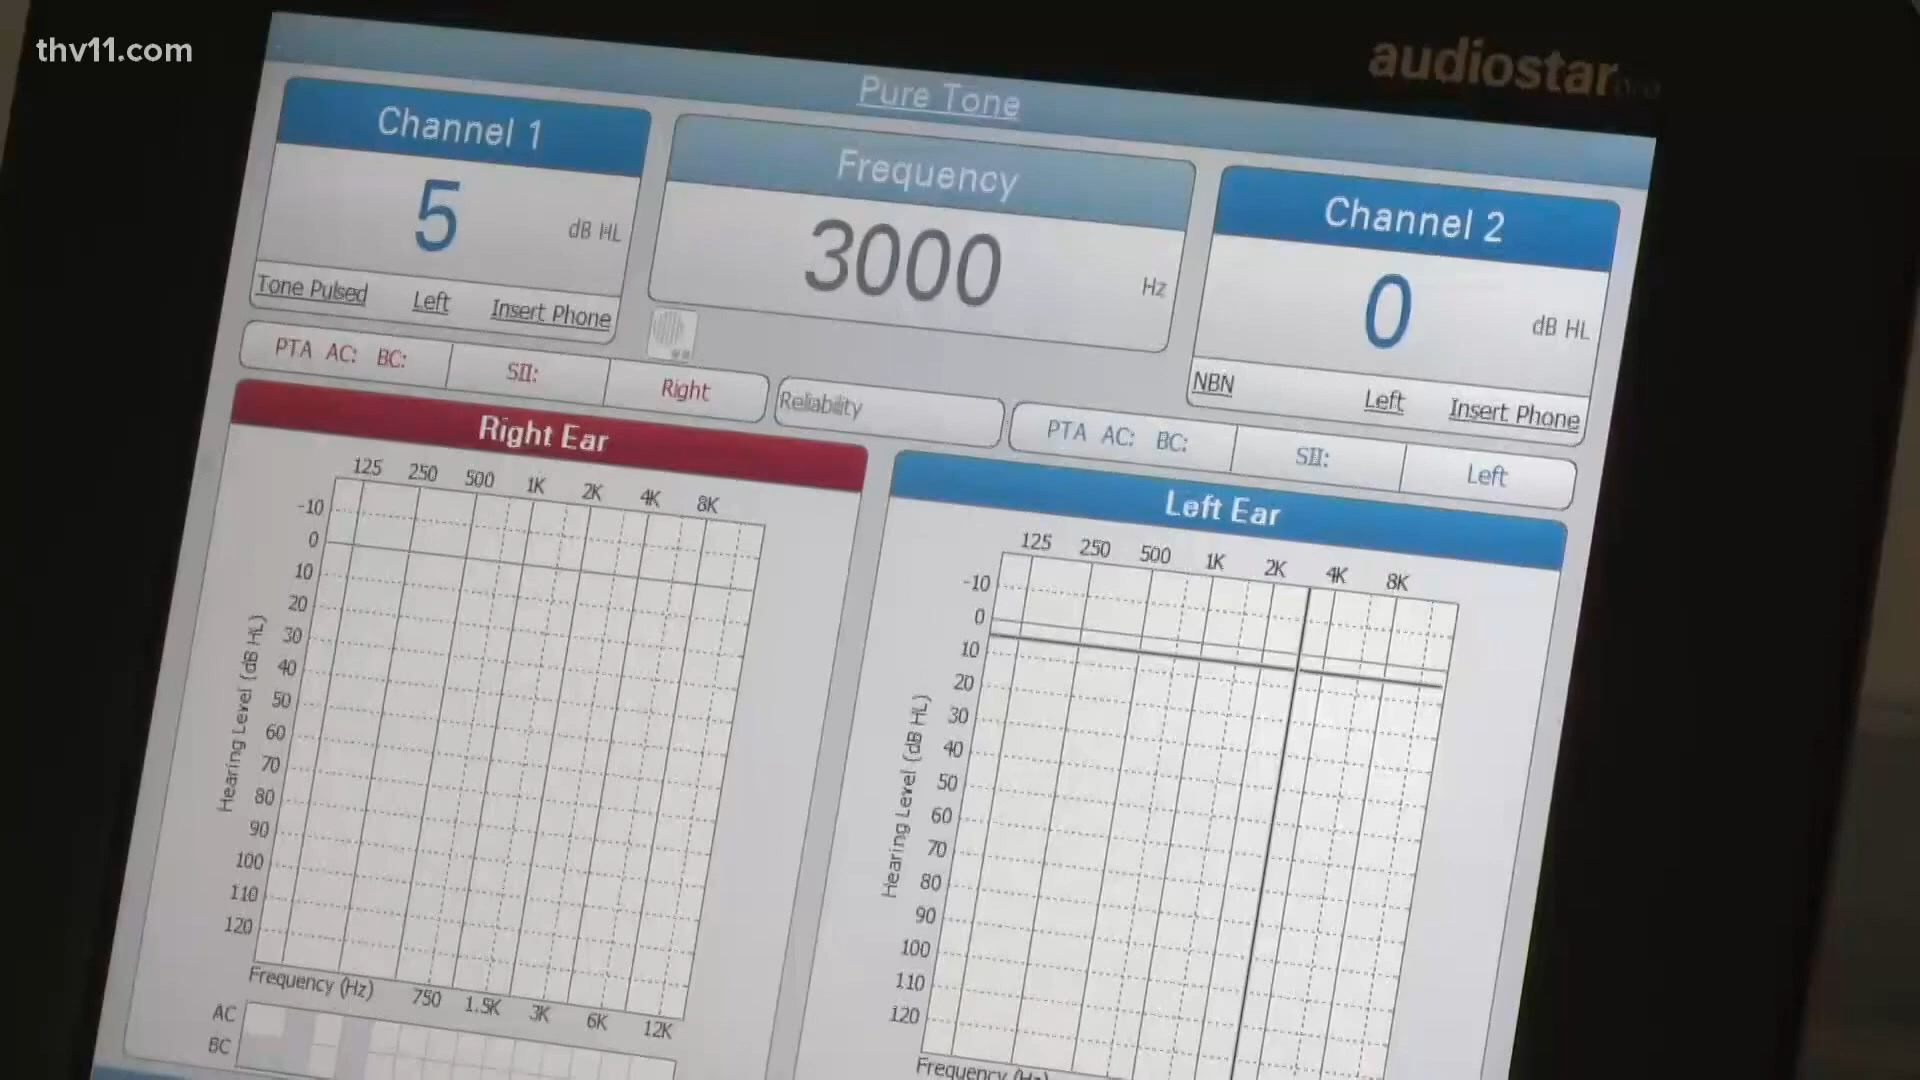 thv11.com
audiostar
Pure Tone
Channel 1
5 dB HL
Tone Pulsed Left Insert Phone
Frequency
3000 Hz
Channel 2
0 dB HL
NBN Left Insert Phone
PTA AC: BC: SII: Right
Reliability
PTA AC: BC: SII: Left
Right Ear
125 250 500 1K 2K 4K 8K
-10
0
10
20
30
40
50
60
70
80
90
100
110
120
Hearing Level (dB HL)
Frequency (Hz) 750 1.5K 3K 6K 12K
AC
BC
Left Ear
125 250 500 1K 2K 4K 8K
-10
0
10
20
30
40
50
60
70
80
90
100
110
120
Hearing Level (dB HL)
Frequency (Hz)